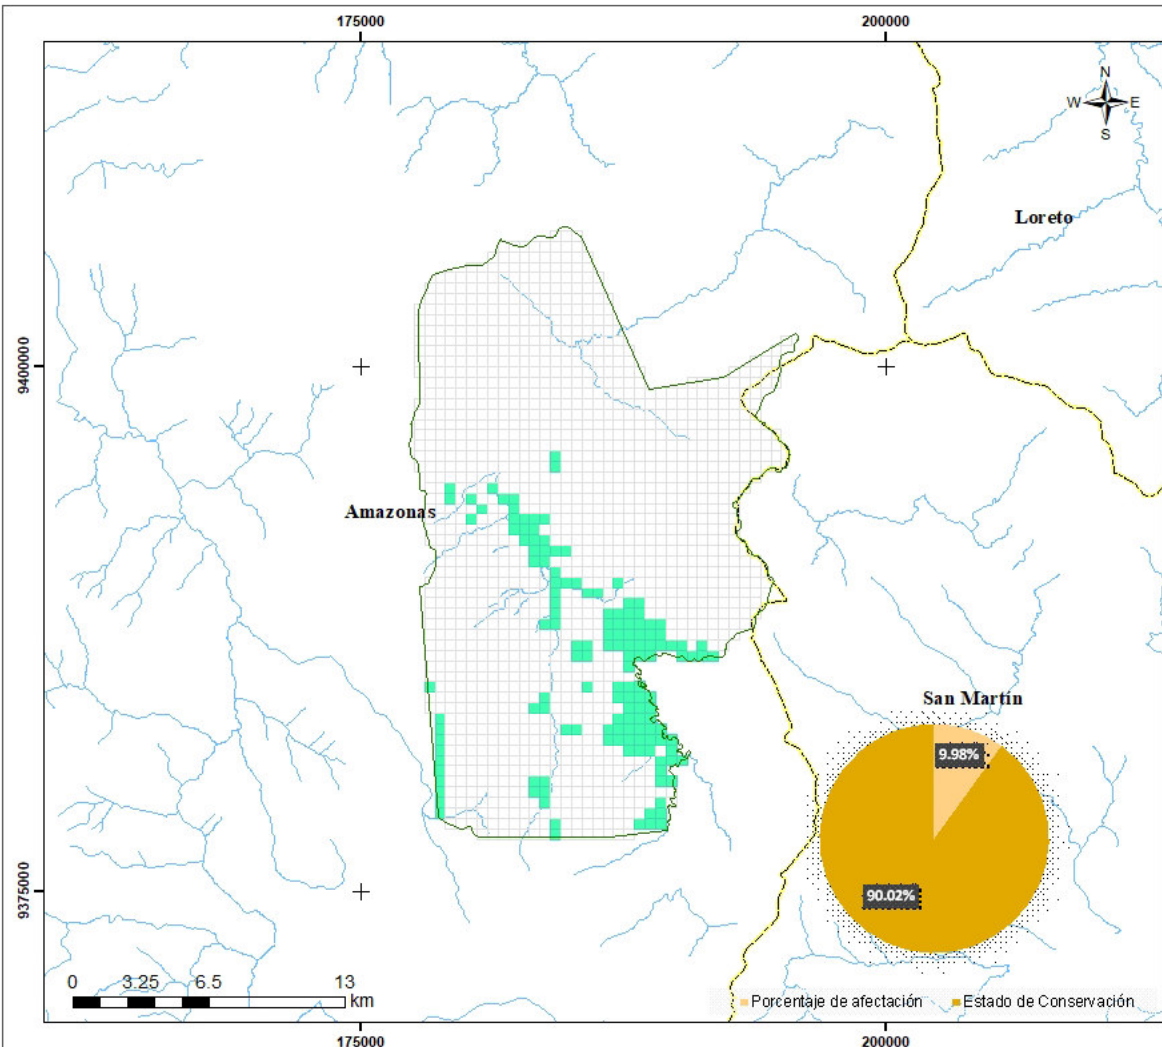 175000 200000
N
W E
S
Loreto
9400000
Amazonas
San Martín
9.98%
90.02%
9375000
0 3.25 6.5 13
km
Porcentaje de afectación Estado de Conservación
175000 200000